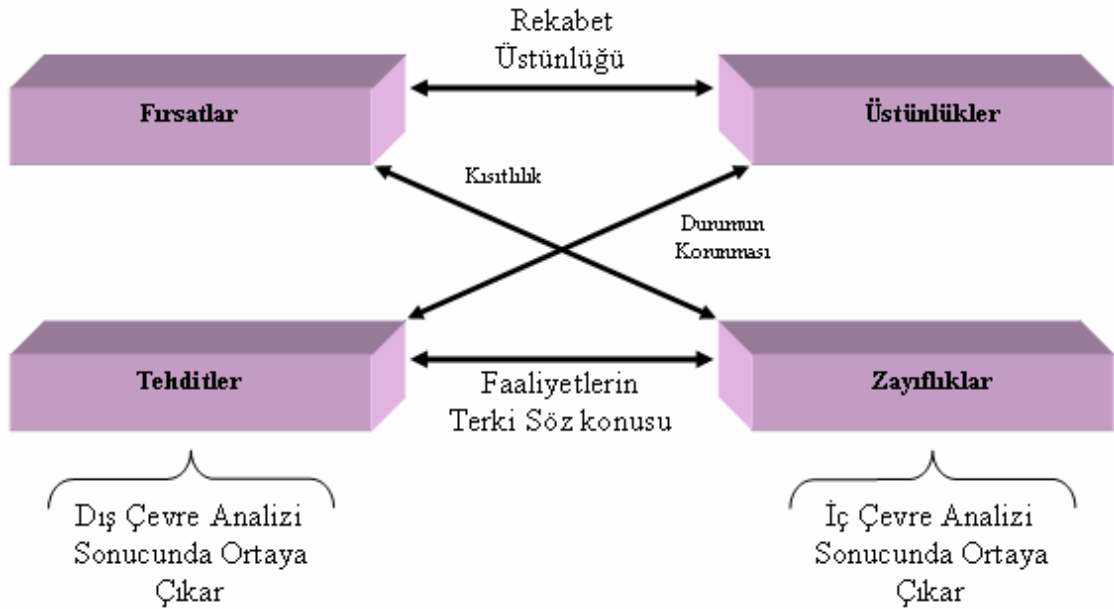 Rekabet
Üstünlüğü
Fırsatlar
Üstünlükler
Kısıtlılık
Durumun
Korunması
Tehditler
Zayıflıklar
Faaliyetlerin
Terki Söz konusu
Dış Çevre Analizi
Sonucunda Ortaya
Çıkar
İç Çevre Analizi
Sonucunda Ortaya
Çıkar